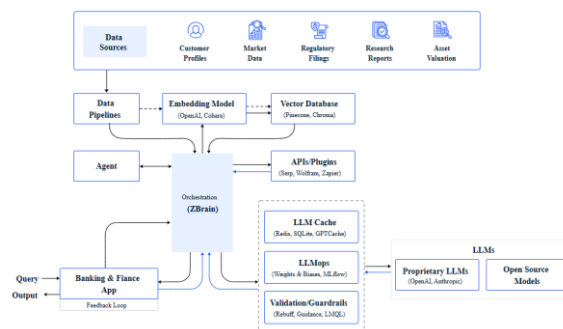 Data
Sources
Customer
Profiles
Market
Data
Regulatory
Filings
Research
Reports
Asset
Valuation
Data
Pipelines
Embedding Model
(OpenAI, Cohere)
Vector Database
(Pinecone, Chroma)
Agent
Orchestration
(ZBrain)
APIs/Plugins
(Serp, Wolfram, Zapier)
LLM Cache
(Redis, SQLite, GPTCache)
LLMops
(Weights & Biases, MLflow)
Validation/Guardrails
(Rebuff, Guidance, LMQL)
LLMs
Proprietary LLMs
(OpenAI, Anthropic)
Open Source
Models
Query
Output
Banking & Fiance
App
Feedback Loop